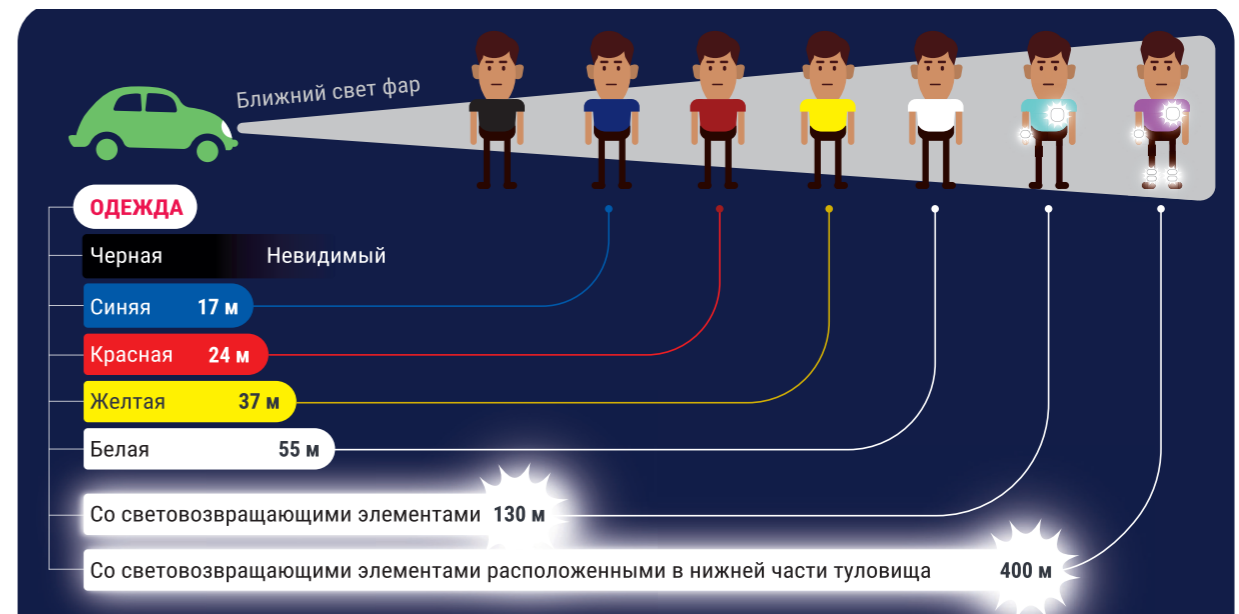 Ближний свет фар
ОДЕЖДА
Черная Невидимый
Синяя 17 м
Красная 24 м
Желтая 37 м
Белая 55 м
Со световозвращающими элементами 130 м
Со световозвращающими элементами расположенными в нижней части туловища 400 м